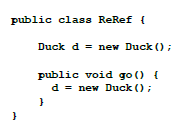 public class ReRef {
Duck d = new Duck();
public void go() {
d = new Duck();
}
}